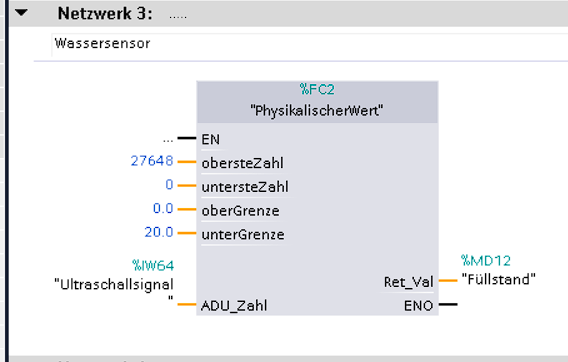 Netzwerk 3: .....
Wassersensor
%FC2
"PhysikalischerWert"
... EN
27648 obersteZahl
0 untersteZahl
0.0 oberGrenze
20.0 unterGrenze
%IW64
"Ultraschallsignal
" ADU_Zahl
%MD12
Ret_Val "Füllstand"
ENO